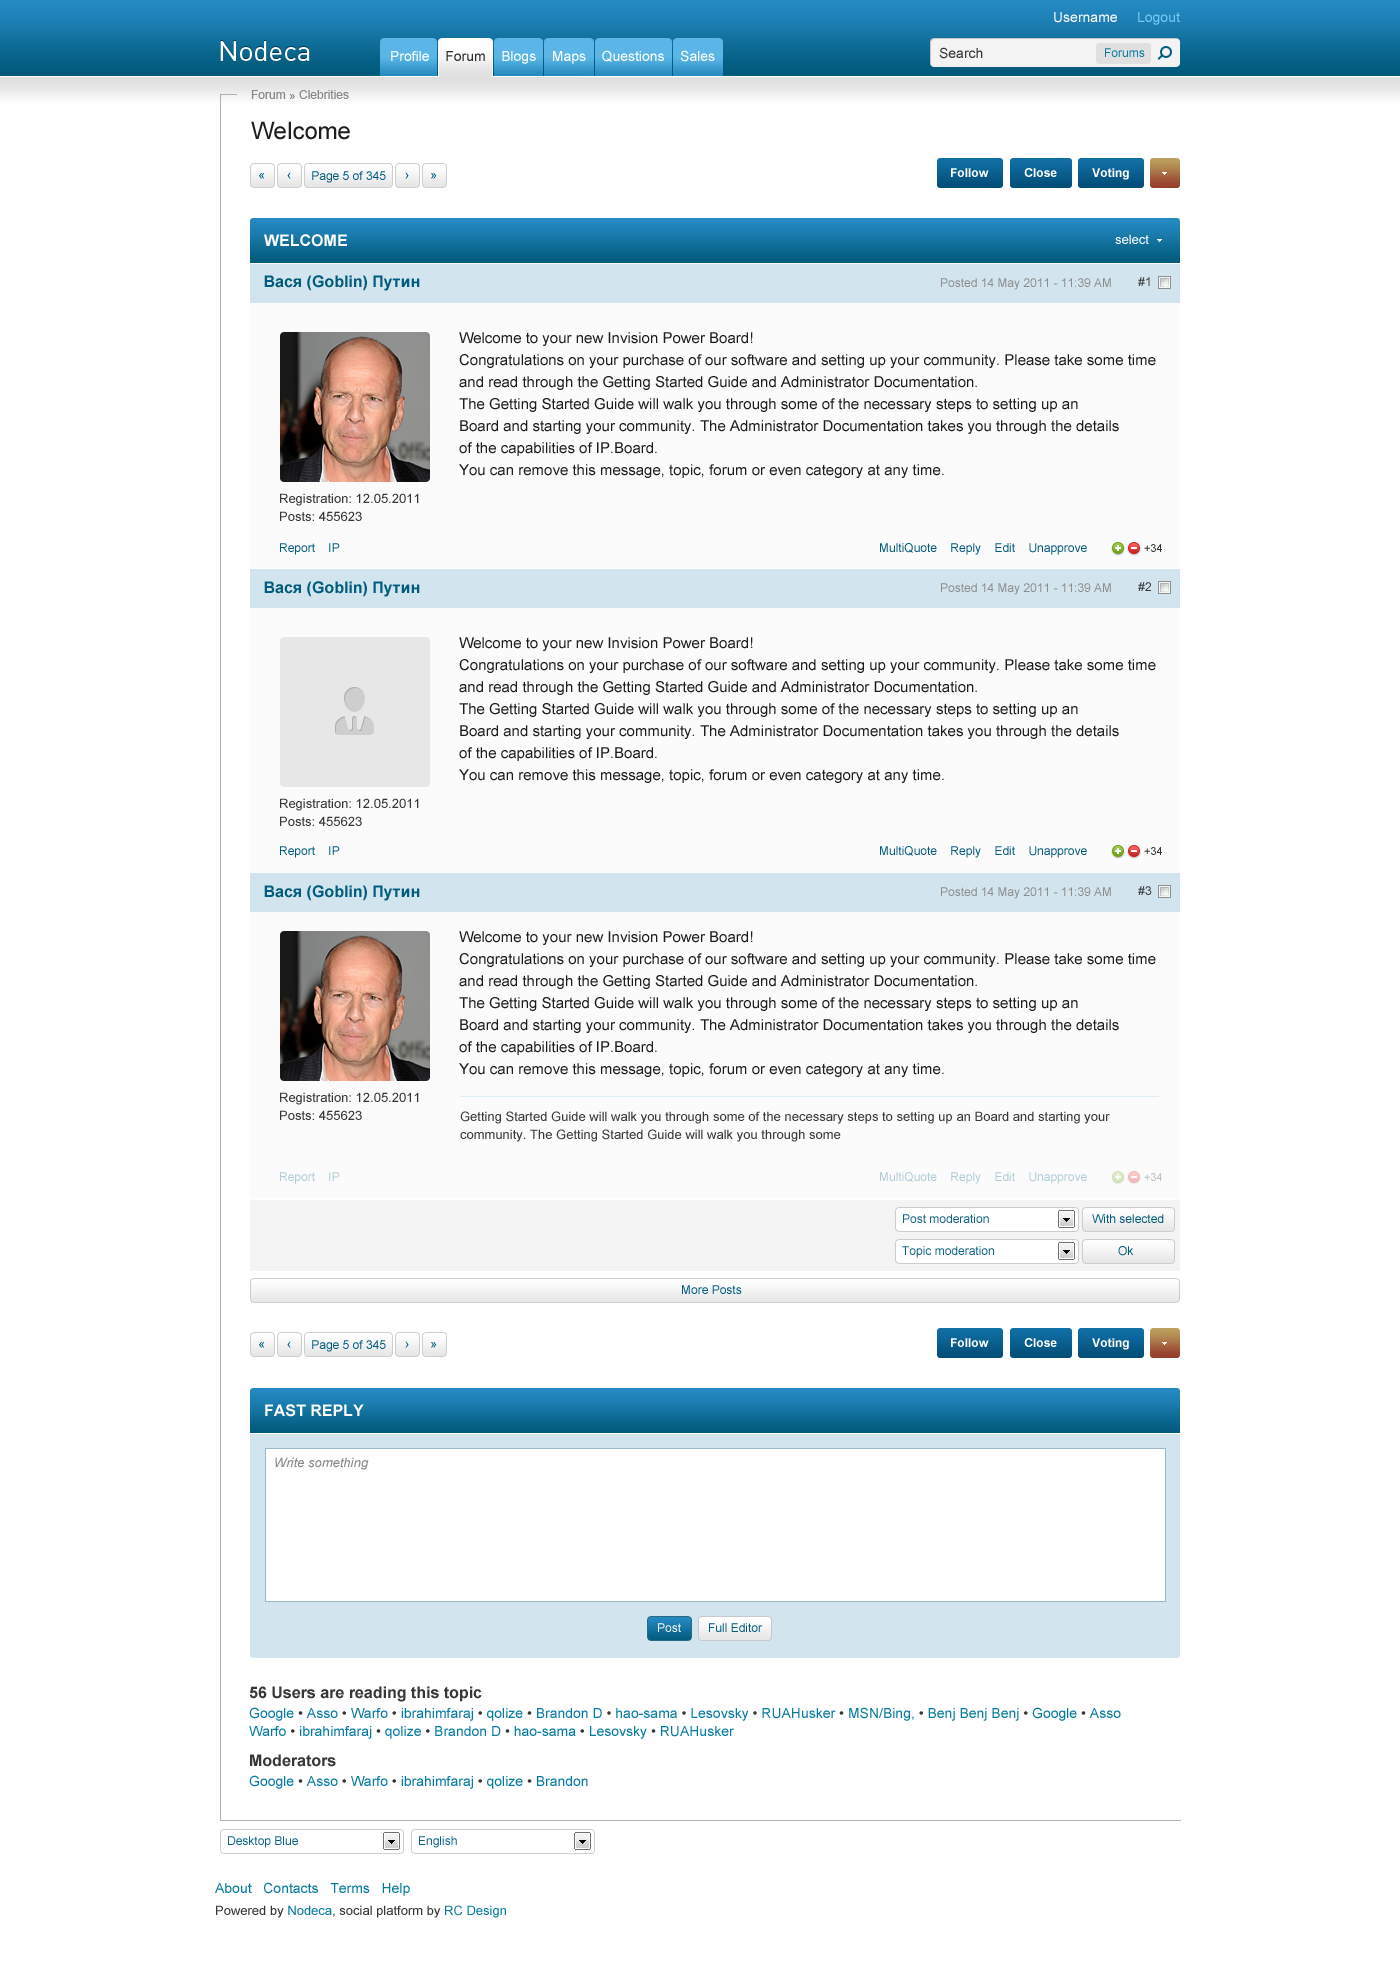 Username Logout
Nodeca Profile Forum Blogs Maps Questions Sales Search Forums
Forum » Clebrities
Welcome
« ‹ Page 5 of 345 › » Follow Close Voting
WELCOME select
Вася (Goblin) Путин Posted 14 May 2011 - 11:39 AM #1
Welcome to your new Invision Power Board!
Congratulations on your purchase of our software and setting up your community. Please take some time
and read through the Getting Started Guide and Administrator Documentation.
The Getting Started Guide will walk you through some of the necessary steps to setting up an
Board and starting your community. The Administrator Documentation takes you through the details
of the capabilities of IP.Board.
You can remove this message, topic, forum or even category at any time.
Registration: 12.05.2011
Posts: 455623
Report IP MultiQuote Reply Edit Unapprove +34
Вася (Goblin) Путин Posted 14 May 2011 - 11:39 AM #2
Welcome to your new Invision Power Board!
Congratulations on your purchase of our software and setting up your community. Please take some time
and read through the Getting Started Guide and Administrator Documentation.
The Getting Started Guide will walk you through some of the necessary steps to setting up an
Board and starting your community. The Administrator Documentation takes you through the details
of the capabilities of IP.Board.
You can remove this message, topic, forum or even category at any time.
Registration: 12.05.2011
Posts: 455623
Report IP MultiQuote Reply Edit Unapprove +34
Вася (Goblin) Путин Posted 14 May 2011 - 11:39 AM #3
Welcome to your new Invision Power Board!
Congratulations on your purchase of our software and setting up your community. Please take some time
and read through the Getting Started Guide and Administrator Documentation.
The Getting Started Guide will walk you through some of the necessary steps to setting up an
Board and starting your community. The Administrator Documentation takes you through the details
of the capabilities of IP.Board.
You can remove this message, topic, forum or even category at any time.
Registration: 12.05.2011
Posts: 455623
Getting Started Guide will walk you through some of the necessary steps to setting up an Board and starting your
community. The Getting Started Guide will walk you through some
Report IP MultiQuote Reply Edit Unapprove +34
Post moderation With selected
Topic moderation Ok
More Posts
« ‹ Page 5 of 345 › » Follow Close Voting
FAST REPLY
Write something
Post Full Editor
56 Users are reading this topic
Google • Asso • Warfo • ibrahimfaraj • qolize • Brandon D • hao-sama • Lesovsky • RUAHusker • MSN/Bing, • Benj Benj Benj • Google • Asso
Warfo • ibrahimfaraj • qolize • Brandon D • hao-sama • Lesovsky • RUAHusker
Moderators
Google • Asso • Warfo • ibrahimfaraj • qolize • Brandon
Desktop Blue English
About Contacts Terms Help
Powered by Nodeca, social platform by RC Design